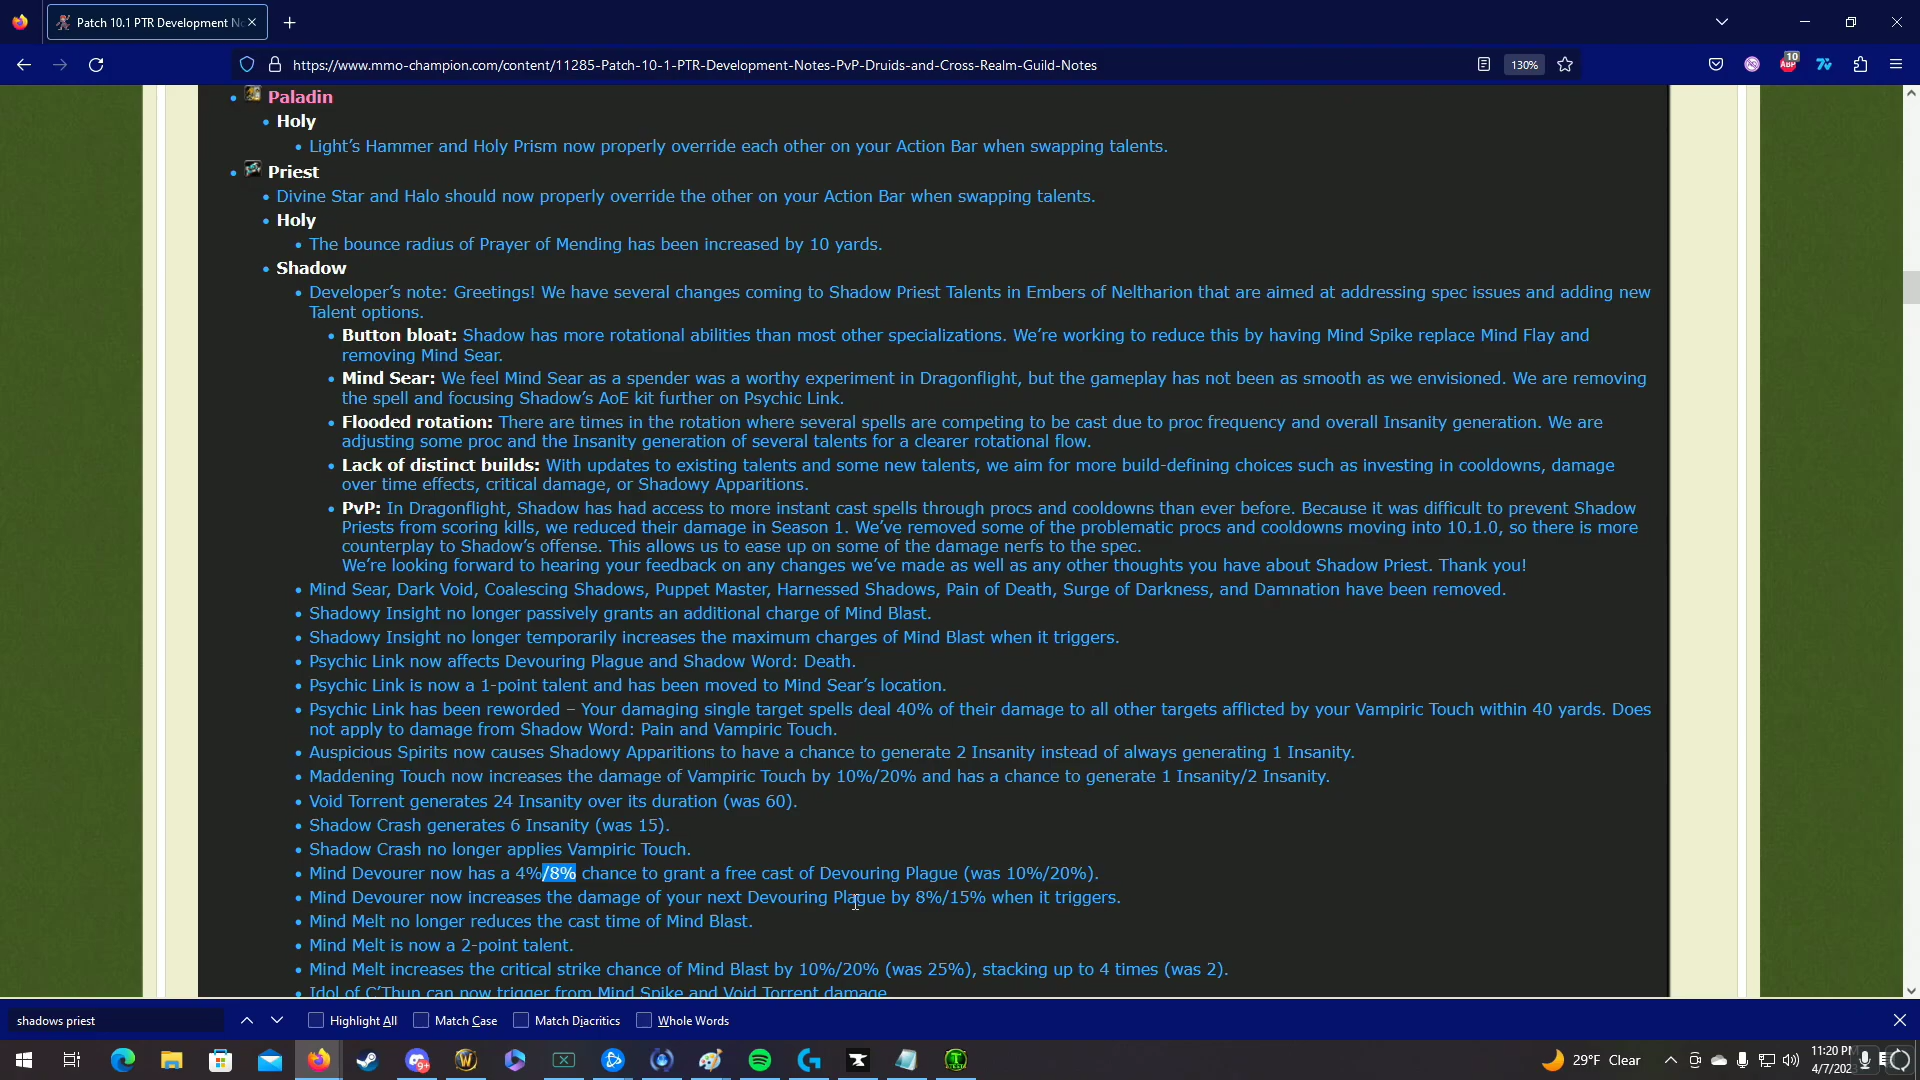 Patch 10.1 PTR Development N
https://www.mmo-champion.com/content/11285-Patch-10-1-PTR-Development-Notes-PvP-Druids-and-Cross-Realm-Guild-Notes
130%
10
ABP
Paladin
Holy
Light's Hammer and Holy Prism now properly override each other on your Action Bar when swapping talents.
Priest
Divine Star and Halo should now properly override the other on your Action Bar when swapping talents.
Holy
The bounce radius of Prayer of Mending has been increased by 10 yards.
Shadow
Developer's note: Greetings! We have several changes coming to Shadow Priest Talents in Embers of Neltharion that are aimed at addressing spec issues and adding new
Talent options.
Button bloat: Shadow has more rotational abilities than most other specializations. We're working to reduce this by having Mind Spike replace Mind Flay and
removing Mind Sear.
Mind Sear: We feel Mind Sear as a spender was a worthy experiment in Dragonflight, but the gameplay has not been as smooth as we envisioned. We are removing
the spell and focusing Shadow's AoE kit further on Psychic Link.
Flooded rotation: There are times in the rotation where several spells are competing to be cast due to proc frequency and overall Insanity generation. We are
adjusting some proc and the Insanity generation of several talents for a clearer rotational flow.
Lack of distinct builds: With updates to existing talents and some new talents, we aim for more build-defining choices such as investing in cooldowns, damage
over time effects, critical damage, or Shadowy Apparitions.
PvP: In Dragonflight, Shadow has had access to more instant cast spells through procs and cooldowns than ever before. Because it was difficult to prevent Shadow
Priests from scoring kills, we reduced their damage in Season 1. We've removed some of the problematic procs and cooldowns moving into 10.1.0, so there is more
counterplay to Shadow's offense. This allows us to ease up on some of the damage nerfs to the spec.
We're looking forward to hearing your feedback on any changes we've made as well as any other thoughts you have about Shadow Priest. Thank you!
Mind Sear, Dark Void, Coalescing Shadows, Puppet Master, Harnessed Shadows, Pain of Death, Surge of Darkness, and Damnation have been removed.
Shadowy Insight no longer passively grants an additional charge of Mind Blast.
Shadowy Insight no longer temporarily increases the maximum charges of Mind Blast when it triggers.
Psychic Link now affects Devouring Plague and Shadow Word: Death.
Psychic Link is now a 1-point talent and has been moved to Mind Sear's location.
Psychic Link has been reworded – Your damaging single target spells deal 40% of their damage to all other targets afflicted by your Vampiric Touch within 40 yards. Does
not apply to damage from Shadow Word: Pain and Vampiric Touch.
Auspicious Spirits now causes Shadowy Apparitions to have a chance to generate 2 Insanity instead of always generating 1 Insanity.
Maddening Touch now increases the damage of Vampiric Touch by 10%/20% and has a chance to generate 1 Insanity/2 Insanity.
Void Torrent generates 24 Insanity over its duration (was 60).
Shadow Crash generates 6 Insanity (was 15).
Shadow Crash no longer applies Vampiric Touch.
Mind Devourer now has a 4%/8% chance to grant a free cast of Devouring Plague (was 10%/20%).
Mind Devourer now increases the damage of your next Devouring Plague by 8%/15% when it triggers.
Mind Melt no longer reduces the cast time of Mind Blast.
Mind Melt is now a 2-point talent.
Mind Melt increases the critical strike chance of Mind Blast by 10%/20% (was 25%), stacking up to 4 times (was 2).
Idol of C'Thun can now trigger from Mind Spike and Void Torrent damage
shadows priest
Highlight All
Match Case
Match Diacritics
Whole Words
9+
29°F Clear
11:20 P
4/7/20